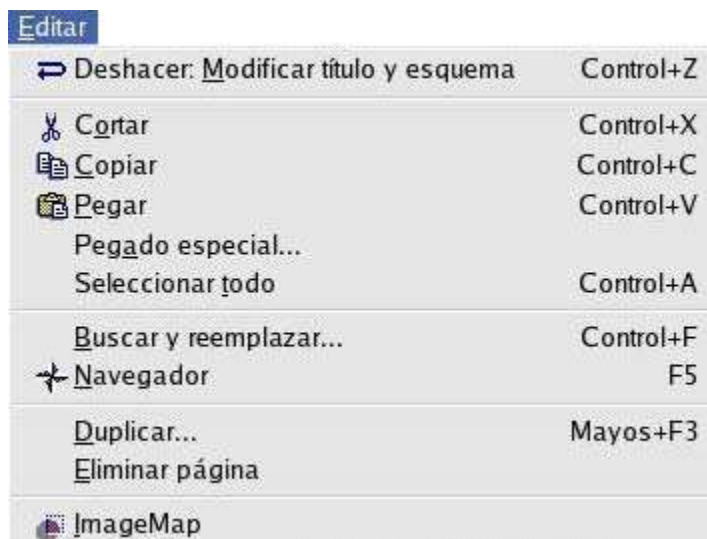 Editar
Deshacer: Modificar título y esquema Control+Z
Cortar Control+X
Copiar Control+C
Pegar Control+V
Pegado especial...
Seleccionar todo Control+A
Buscar y reemplazar... Control+F
Navegador F5
Duplicar... Mayos+F3
Eliminar página
ImageMap